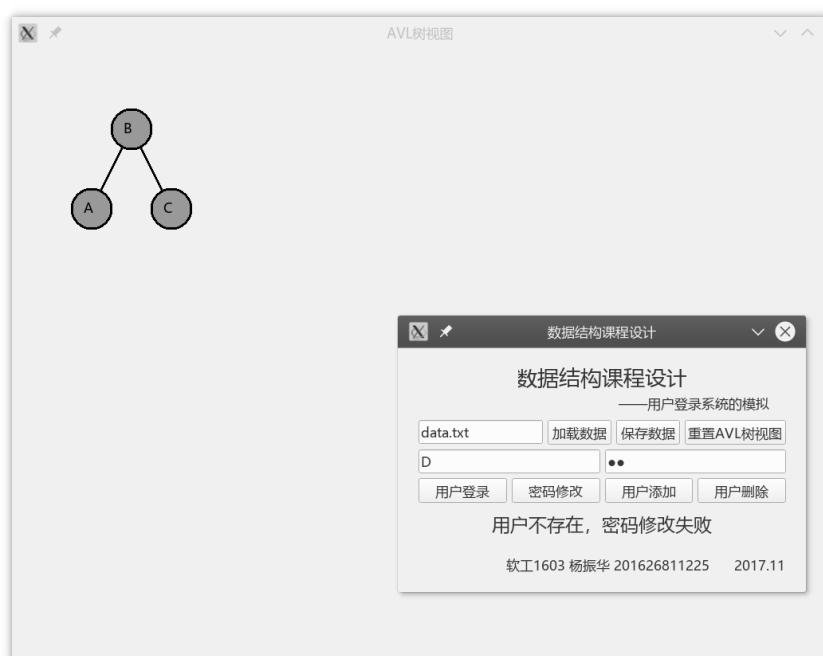 AVL树视图
B
A C
数据结构课程设计
数据结构课程设计
——用户登录系统的模拟
data.txt 加载数据 保存数据 重置AVL树视图
D ●●
用户登录 密码修改 用户添加 用户删除
用户不存在，密码修改失败
软工1603 杨振华 201626811225 2017.11